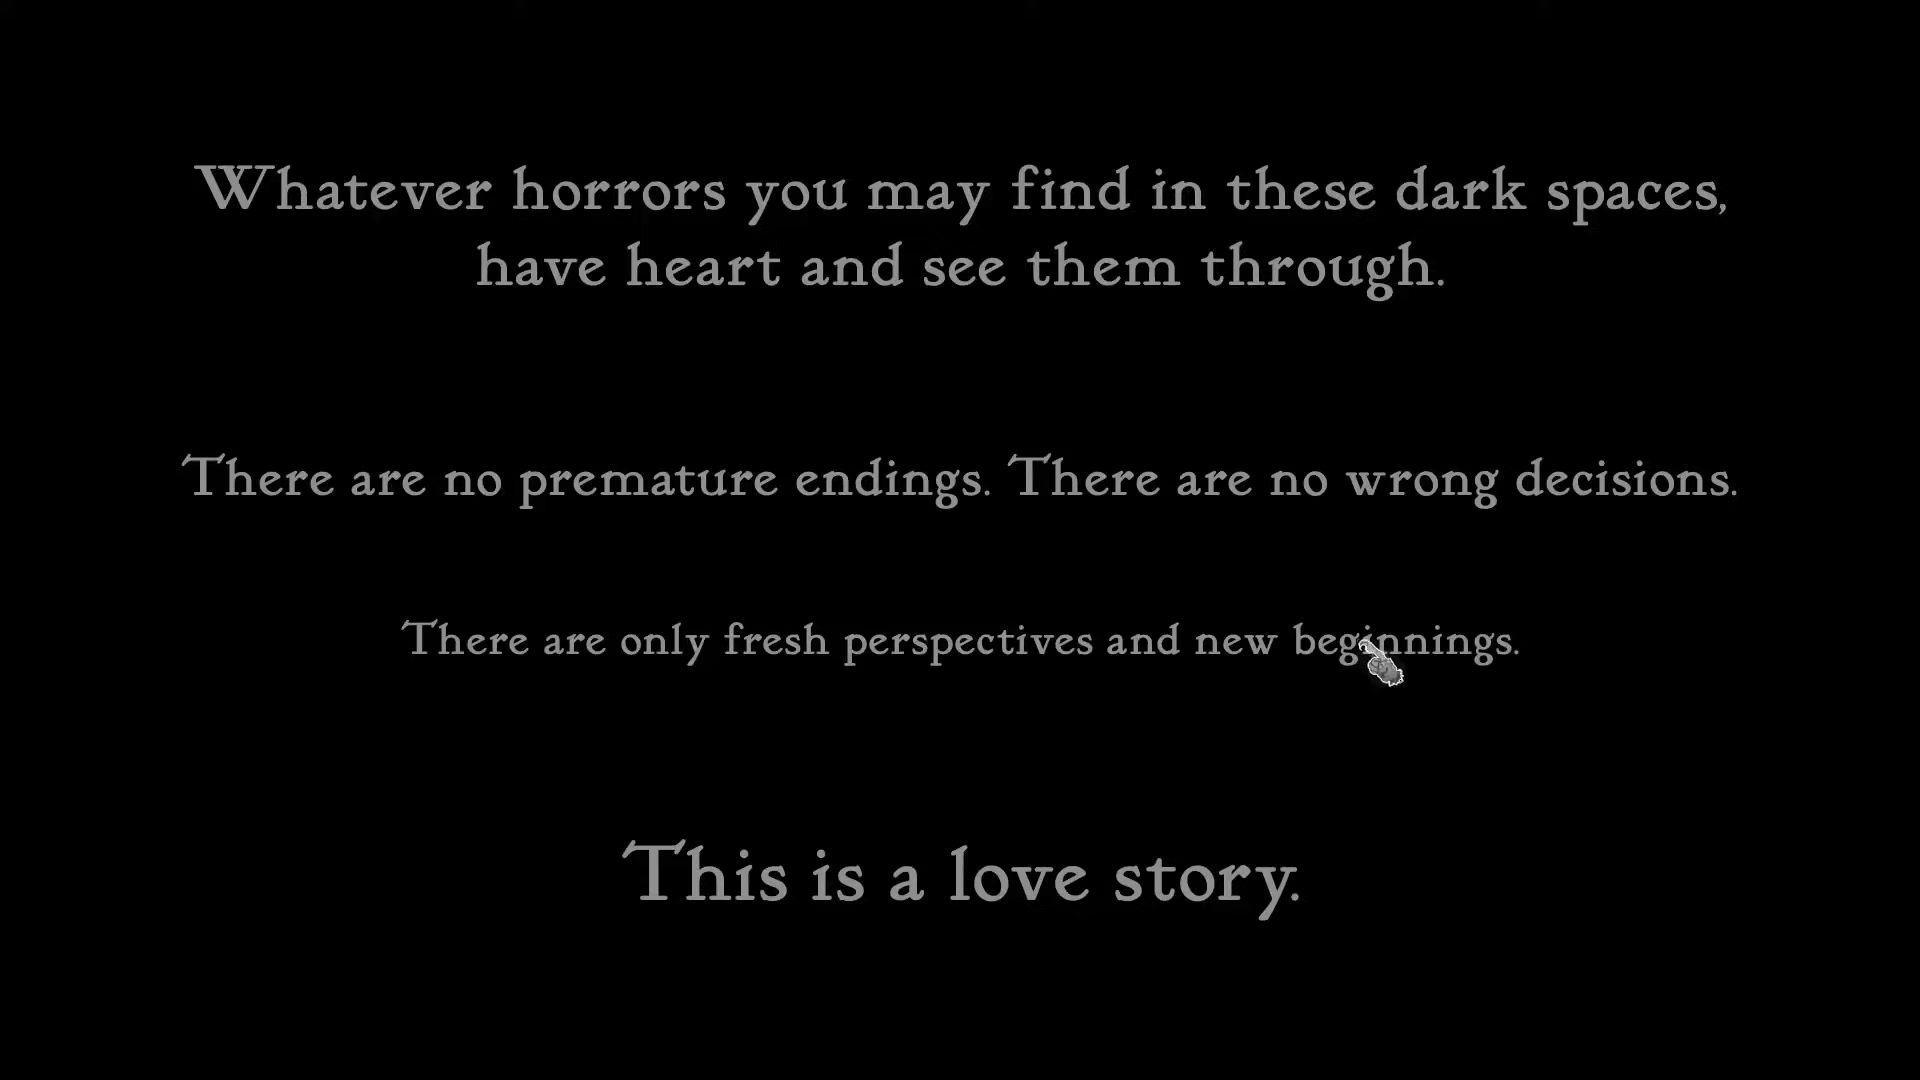 Whatever horrors you may find in these dark spaces,
have heart and see them through.
There are no premature endings. There are no wrong decisions.
There are only fresh perspectives and new beginnings.
This is a love story.